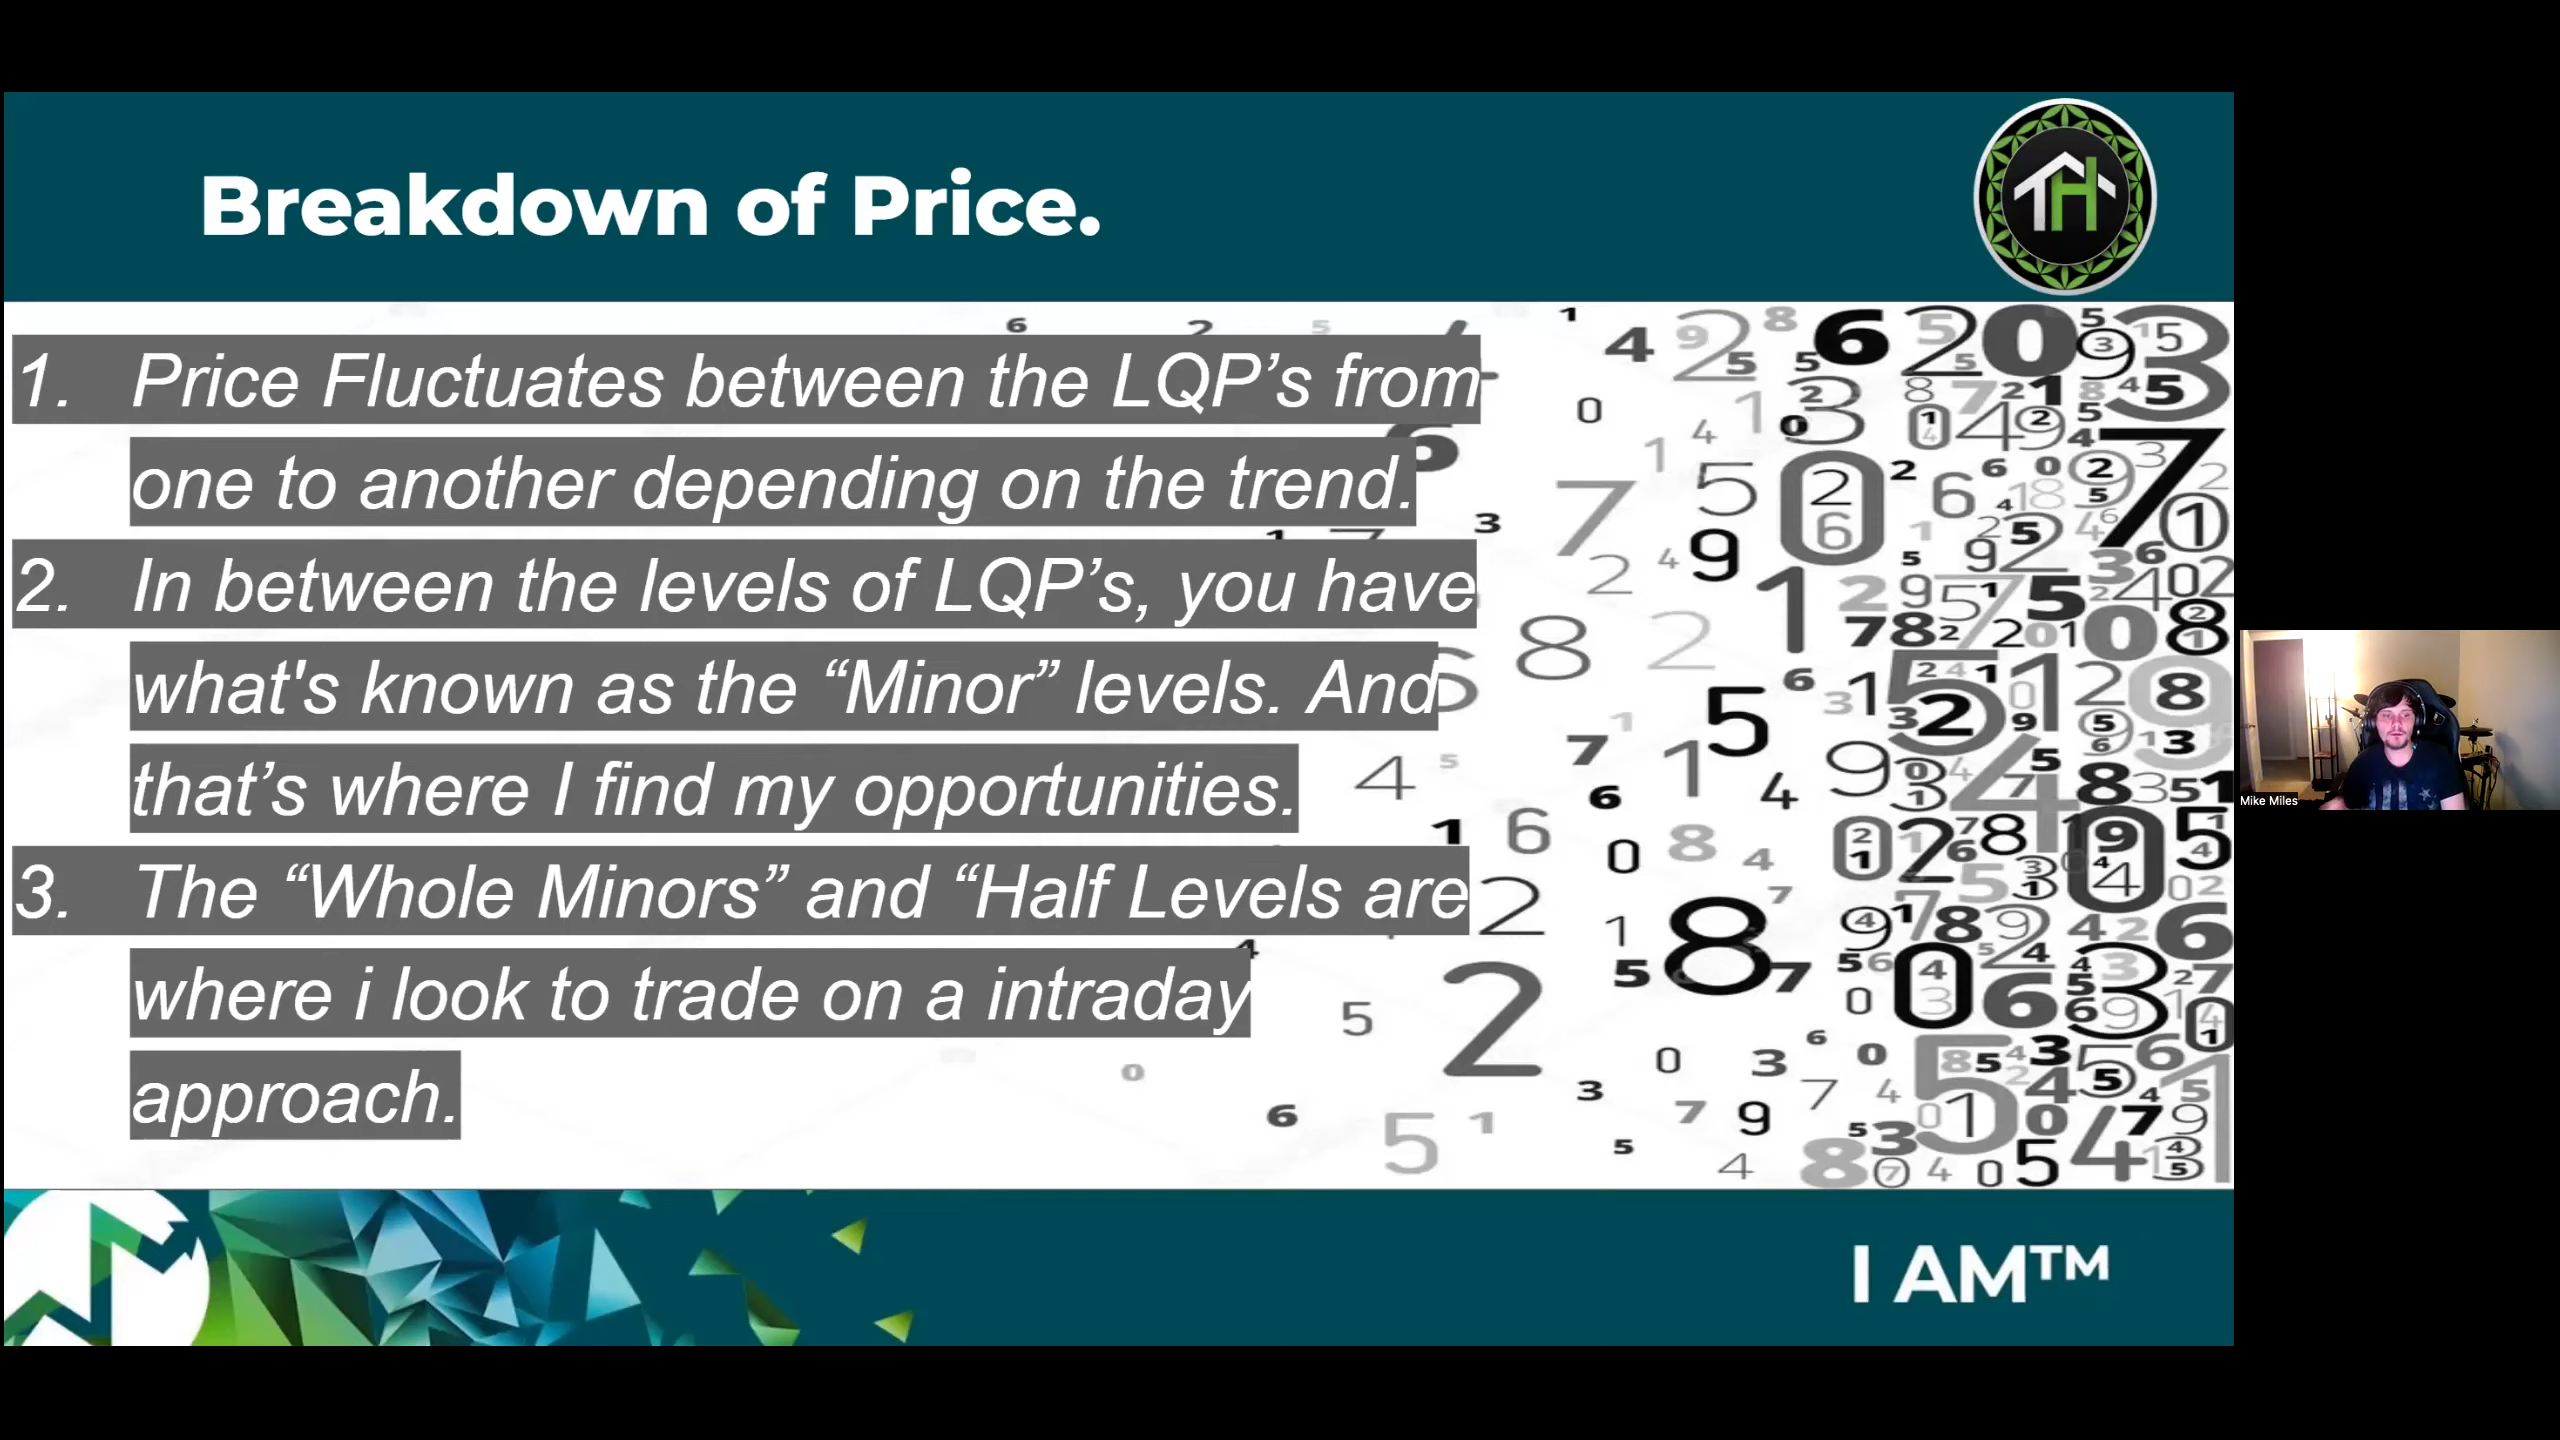 Breakdown of Price.
TH
1. Price Fluctuates between the LQP’s from
one to another depending on the trend.
2. In between the levels of LQP’s, you have
what's known as the “Minor” levels. And
that’s where I find my opportunities.
3. The “Whole Minors” and “Half Levels are
where i look to trade on a intraday
approach.
Mike Miles
I AM™